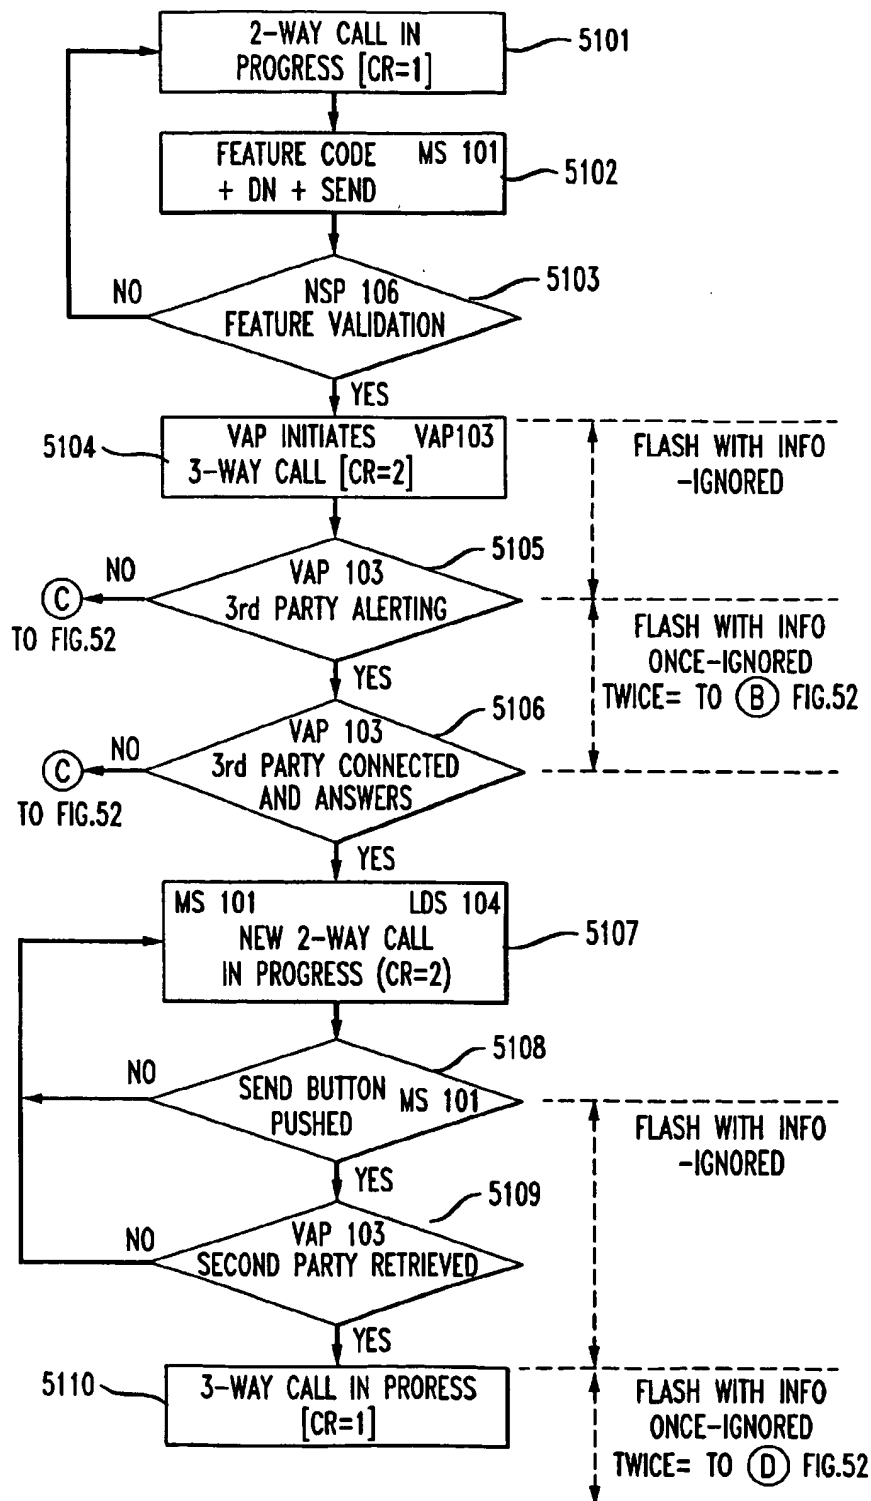 2-WAY CALL IN
PROGRESS [CR=1]
5101
FEATURE CODE MS 101
+ DN + SEND
5102
NSP 106
FEATURE VALIDATION
5103
NO
YES
VAP INITIATES VAP103
3-WAY CALL [CR=2]
5104
FLASH WITH INFO
-IGNORED
VAP 103
3rd PARTY ALERTING
5105
NO
C
TO FIG.52
YES
FLASH WITH INFO
ONCE-IGNORED
TWICE= TO B FIG.52
VAP 103
3rd PARTY CONNECTED
AND ANSWERS
5106
NO
C
TO FIG.52
YES
MS 101 LDS 104
NEW 2-WAY CALL
IN PROGRESS (CR=2)
5107
SEND BUTTON
PUSHED MS 101
5108
NO
YES
FLASH WITH INFO
-IGNORED
VAP 103
SECOND PARTY RETRIEVED
5109
NO
YES
3-WAY CALL IN PRORESS
[CR=1]
5110
FLASH WITH INFO
ONCE-IGNORED
TWICE= TO D FIG.52